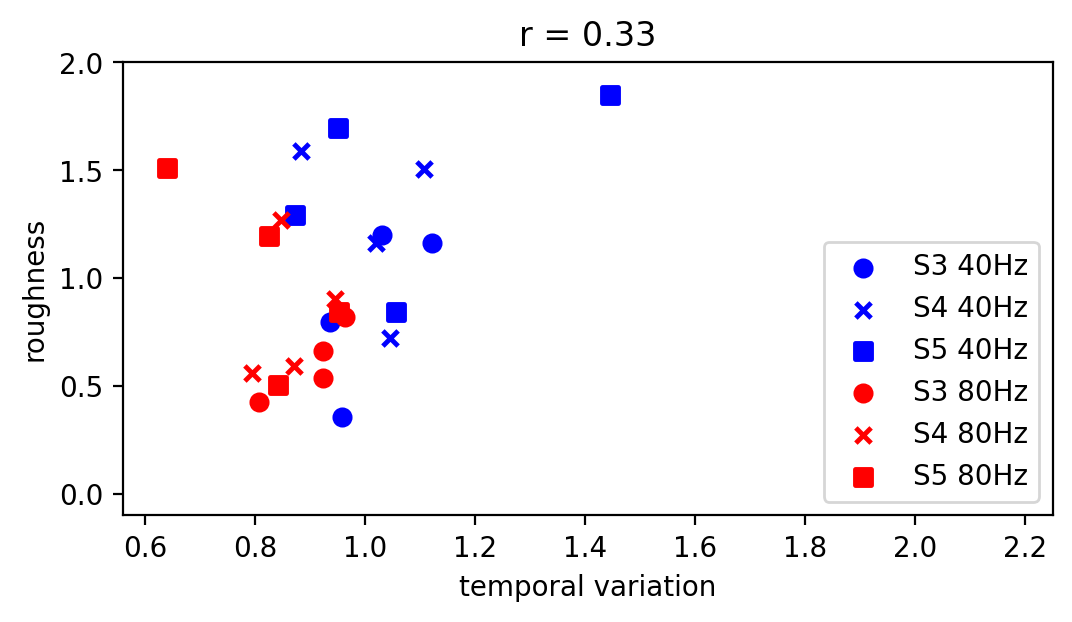 r = 0.33
2.0
1.5
1.0
0.5
0.0
roughness
S3 40Hz
S4 40Hz
S5 40Hz
S3 80Hz
S4 80Hz
S5 80Hz
0.6 0.8 1.0 1.2 1.4 1.6 1.8 2.0 2.2
temporal variation